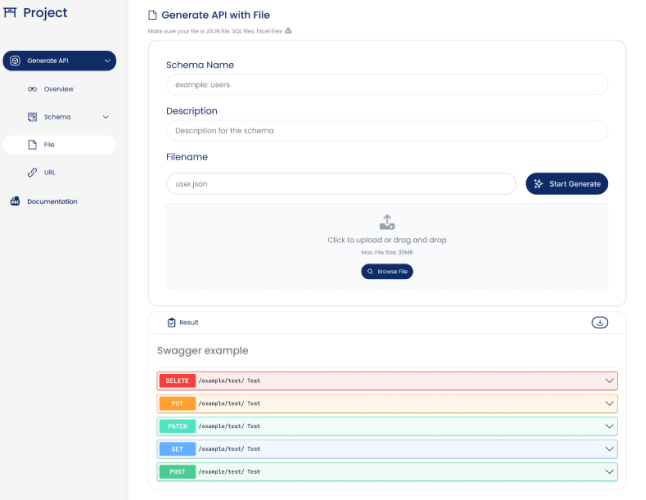 Project
Generate API
Overview
Schema
File
URL
Documentation
Generate API with File
Make sure your file is JSON file, SQL files, Excel files
Schema Name
example: users
Description
Description for the schema
Filename
user.json
Start Generate
Click to upload or drag and drop
Max. File Size: 30MB
Browse File
Result
Swagger example
DELETE /example/test/ Test
PUT /example/test/ Test
PATCH /example/test/ Test
GET /example/test/ Test
POST /example/test/ Test